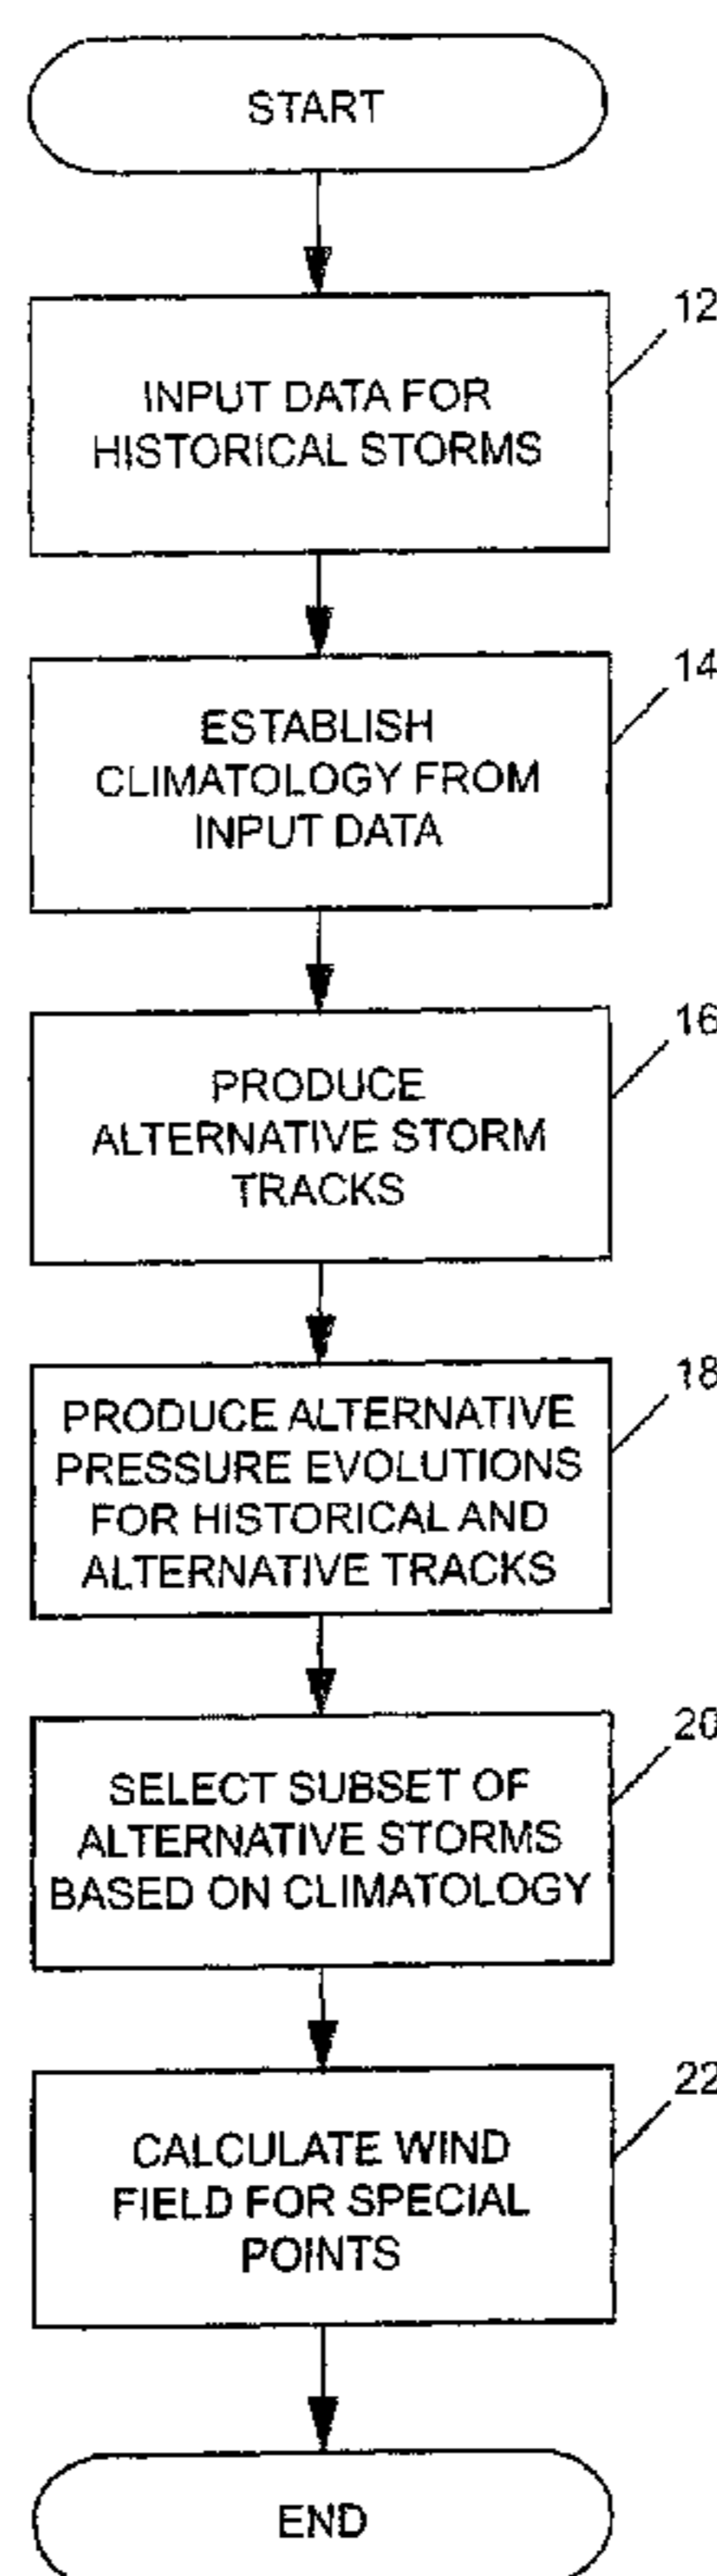 START
12
INPUT DATA FOR
HISTORICAL STORMS
14
ESTABLISH
CLIMATOLOGY FROM
INPUT DATA
16
PRODUCE
ALTERNATIVE STORM
TRACKS
18
PRODUCE ALTERNATIVE
PRESSURE EVOLUTIONS
FOR HISTORICAL AND
ALTERNATIVE TRACKS
20
SELECT SUBSET OF
ALTERNATIVE STORMS
BASED ON CLIMATOLOGY
22
CALCULATE WIND
FIELD FOR SPECIAL
POINTS
END